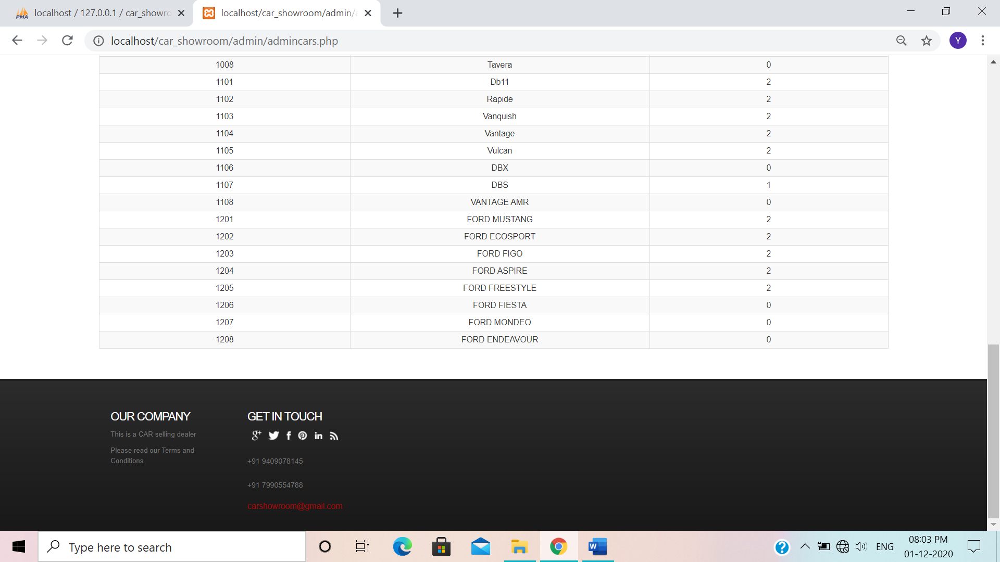 localhost / 127.0.0.1 / car_showro
localhost/car_showroom/admin/
localhost/car_showroom/admin/admincars.php
Y
1008 Tavera 0
1101 Db11 2
1102 Rapide 2
1103 Vanquish 2
1104 Vantage 2
1105 Vulcan 2
1106 DBX 0
1107 DBS 1
1108 VANTAGE AMR 0
1201 FORD MUSTANG 2
1202 FORD ECOSPORT 2
1203 FORD FIGO 2
1204 FORD ASPIRE 2
1205 FORD FREESTYLE 2
1206 FORD FIESTA 0
1207 FORD MONDEO 0
1208 FORD ENDEAVOUR 0
OUR COMPANY
This is a CAR selling dealer
Please read our Terms and
Conditions
GET IN TOUCH
+91 9409078145
+91 7990554788
carshowroom@gmail.com
Type here to search
ENG
08:03 PM
01-12-2020